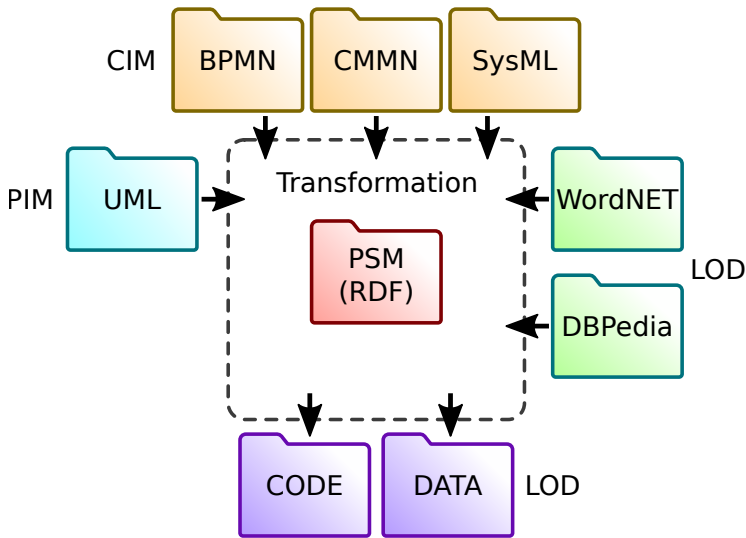 CIM
BPMN
CMMN
SysML
Transformation
PIM
UML
WordNET
PSM
(RDF)
LOD
DBPedia
CODE
DATA
LOD